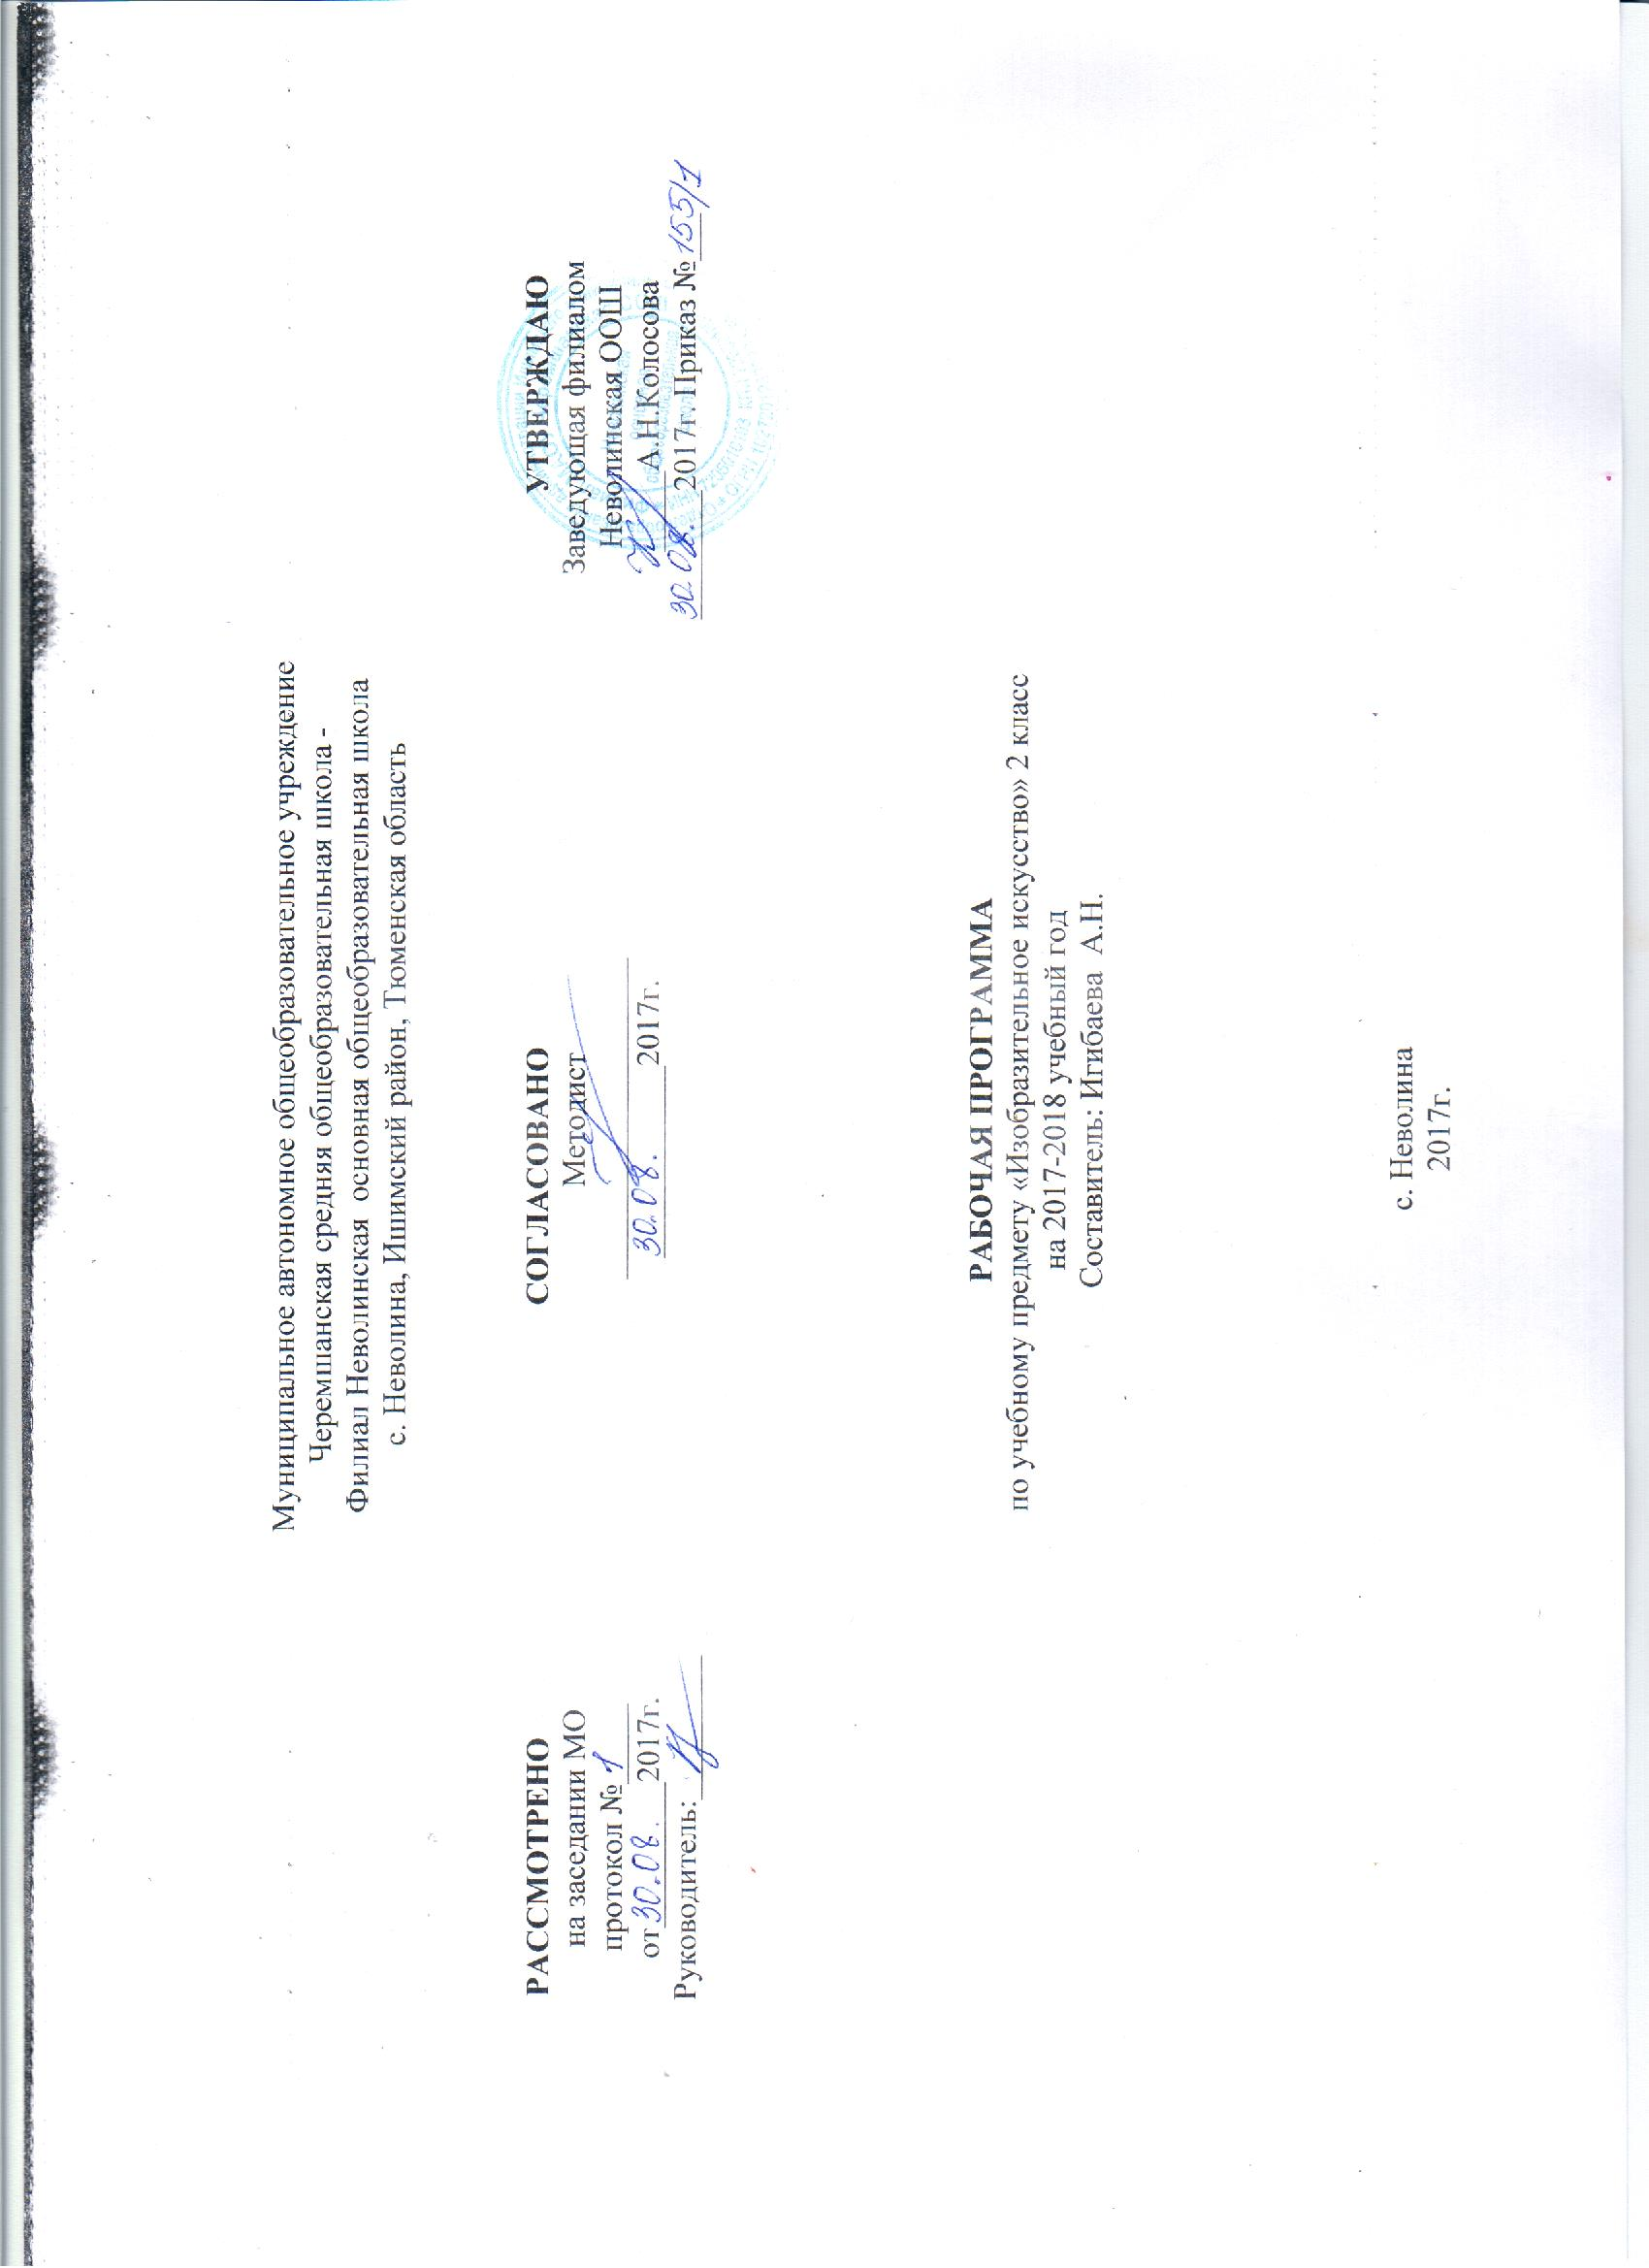 Муниципальное автономное общеобразовательное учреждение
Черемшанская средняя общеобразовательная школа -
Филиал Неволинская основная общеобразовательная школа
с. Неволина, Ишимский район, Тюменская область
РАССМОТРЕНО
на заседании МО
протокол № 1
от 30.08. 2017г.
Руководитель:
СОГЛАСОВАНО
Методист
30.08. 2017г.
УТВЕРЖДАЮ
Заведующая филиалом
Неволинская ООШ
А.Н.Колосова
30.08. 2017г. Приказ № 155/1
РАБОЧАЯ ПРОГРАММА
по учебному предмету «Изобразительное искусство» 2 класс
на 2017-2018 учебный год
Составитель: Игибаева А.Н.
с. Неволина
2017г.